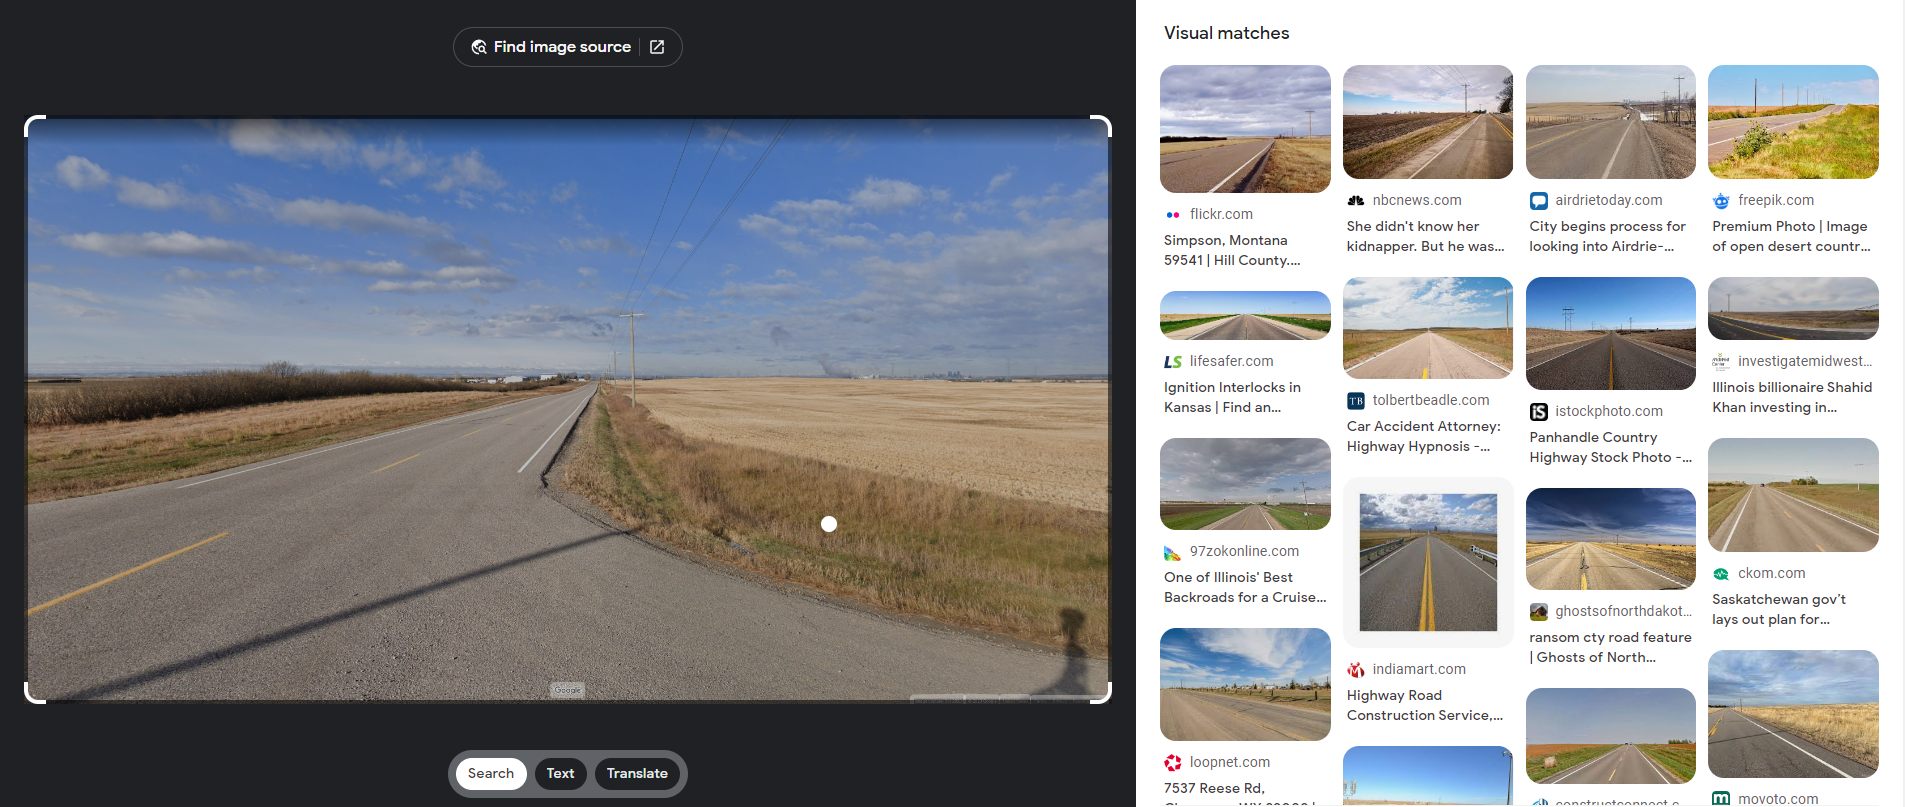 Find image source
Google
Search
Text
Translate
Visual matches
flickr.com
Simpson, Montana
59541 | Hill County....
lifesafer.com
Ignition Interlocks in
Kansas | Find an...
97zokonline.com
One of Illinois' Best
Backroads for a Cruise...
loopnet.com
7537 Reese Rd,
nbcnews.com
She didn't know her
kidnapper. But he was...
TB
tolbertbeadle.com
Car Accident Attorney:
Highway Hypnosis -...
indiamart.com
Highway Road
Construction Service,...
airdrietoday.com
City begins process for
looking into Airdrie-...
iS
istockphoto.com
Panhandle Country
Highway Stock Photo -...
ghostsofnorthdakot...
ransom cty road feature
| Ghosts of North...
freepik.com
Premium Photo | Image
of open desert countr...
investigatemidwest...
Illinois billionaire Shahid
Khan investing in...
ckom.com
Saskatchewan gov't
lays out plan for...
movoto.com